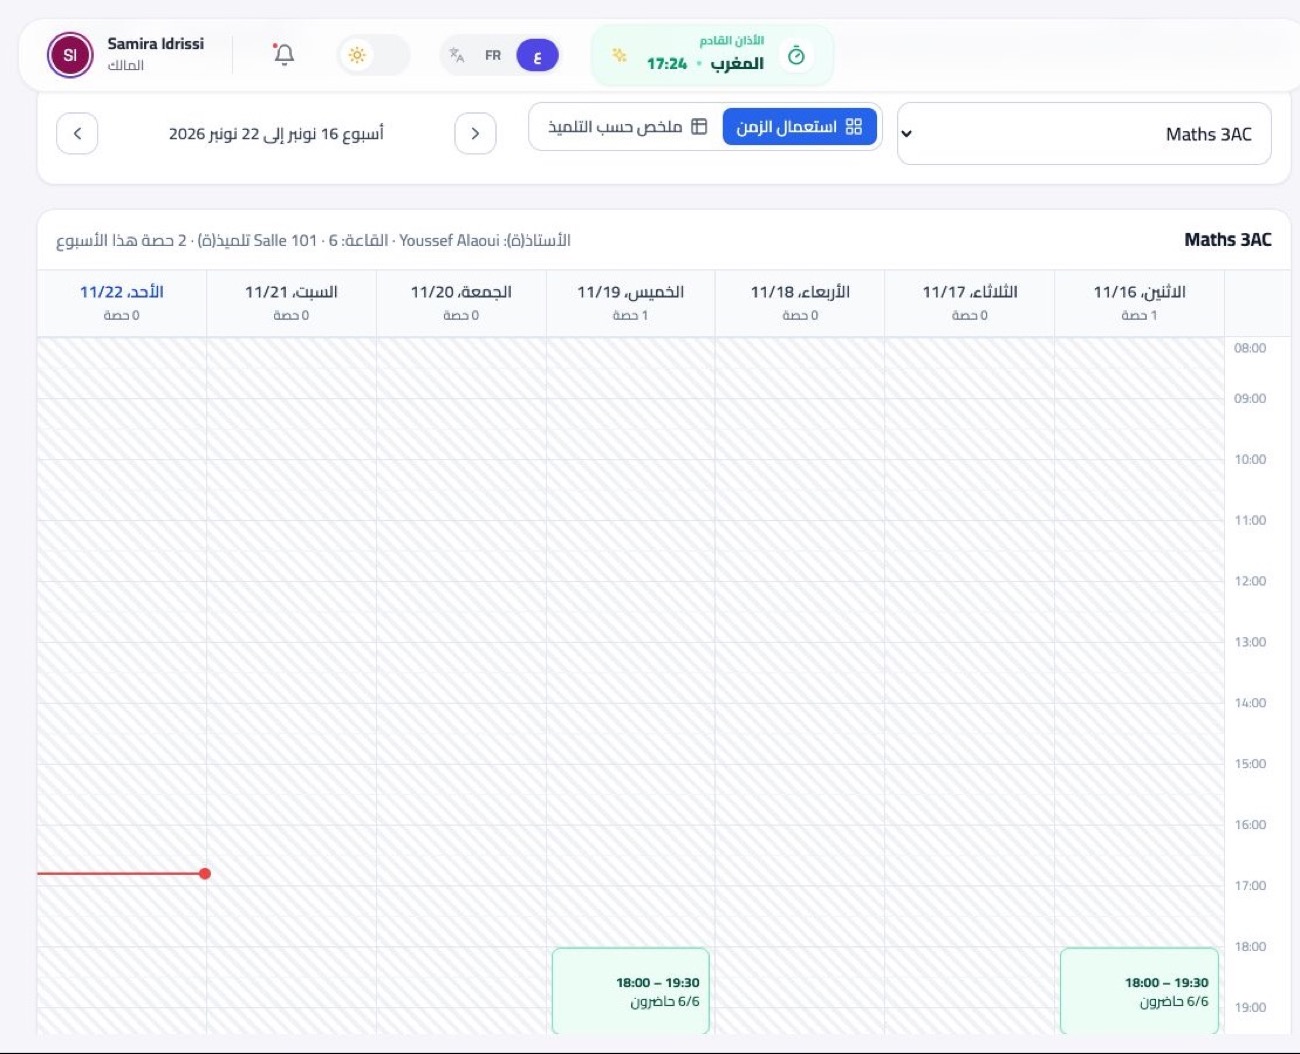 الأذان القادم
المغرب • 17:24
ع
FR
Samira Idrissi
المالك
SI
Maths 3AC
استعمال الزمن
ملخص حسب التلميذ
أسبوع 16 نونبر إلى 22 نونبر 2026
Maths 3AC
الأستاذ(ة): Youssef Alaoui · القاعة: Salle 101 · 6 تلميذ(ة) · 2 حصة هذا الأسبوع
الاثنين، 11/16
1 حصة
الثلاثاء، 11/17
0 حصة
الأربعاء، 11/18
0 حصة
الخميس، 11/19
1 حصة
الجمعة، 11/20
0 حصة
السبت، 11/21
0 حصة
الأحد، 11/22
0 حصة
08:00
09:00
10:00
11:00
12:00
13:00
14:00
15:00
16:00
17:00
18:00
19:00
18:00 – 19:30
6/6 حاضرون
18:00 – 19:30
6/6 حاضرون